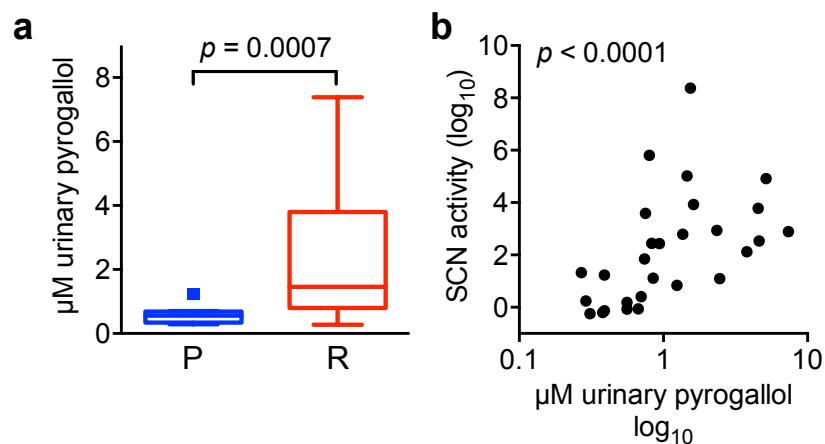 a
p = 0.0007
µM urinary pyrogallol
8
6
4
2
0
P
R
b
p < 0.0001
SCN activity (log10)
10
8
6
4
2
0
0.1
1
10
µM urinary pyrogallol
log10